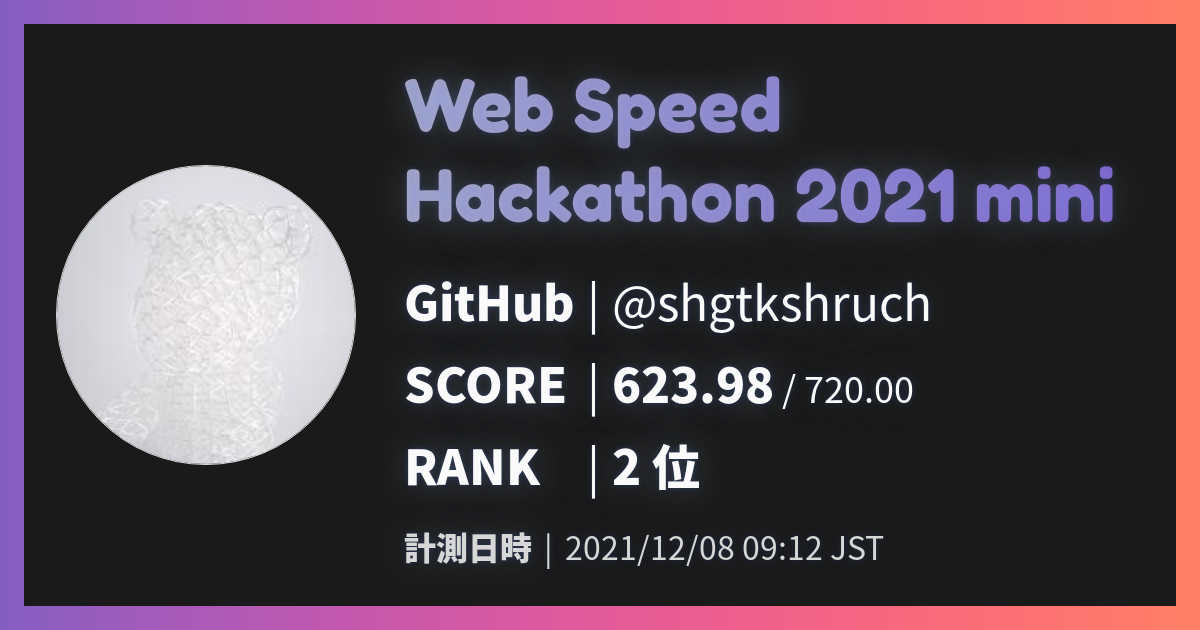 Web Speed
Hackathon 2021 mini
GitHub | @shgtkshruch
SCORE | 623.98 / 720.00
RANK | 2 位
計測日時 | 2021/12/08 09:12 JST